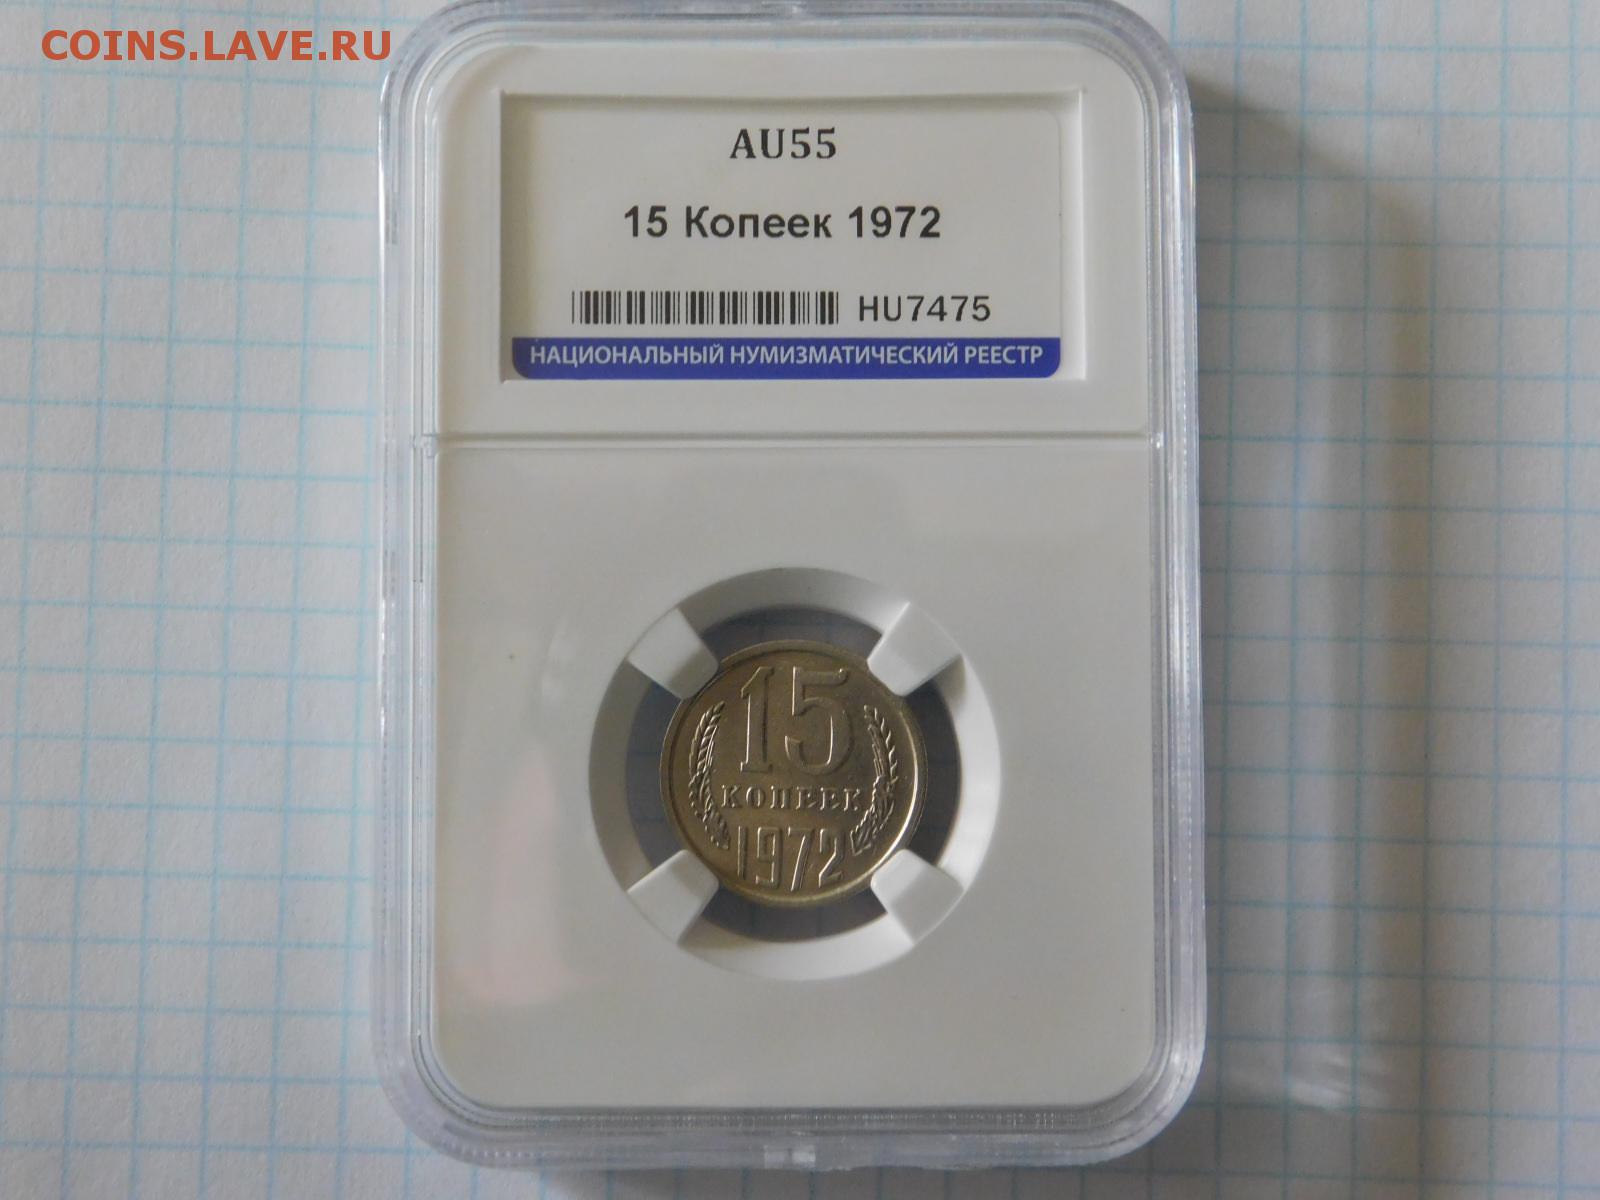 COINS.LAVE.RU
AU55
15 Копеек 1972
HU7475
НАЦИОНАЛЬНЫЙ НУМИЗМАТИЧЕСКИЙ РЕЕСТР
15
КОПЕЕК
1972